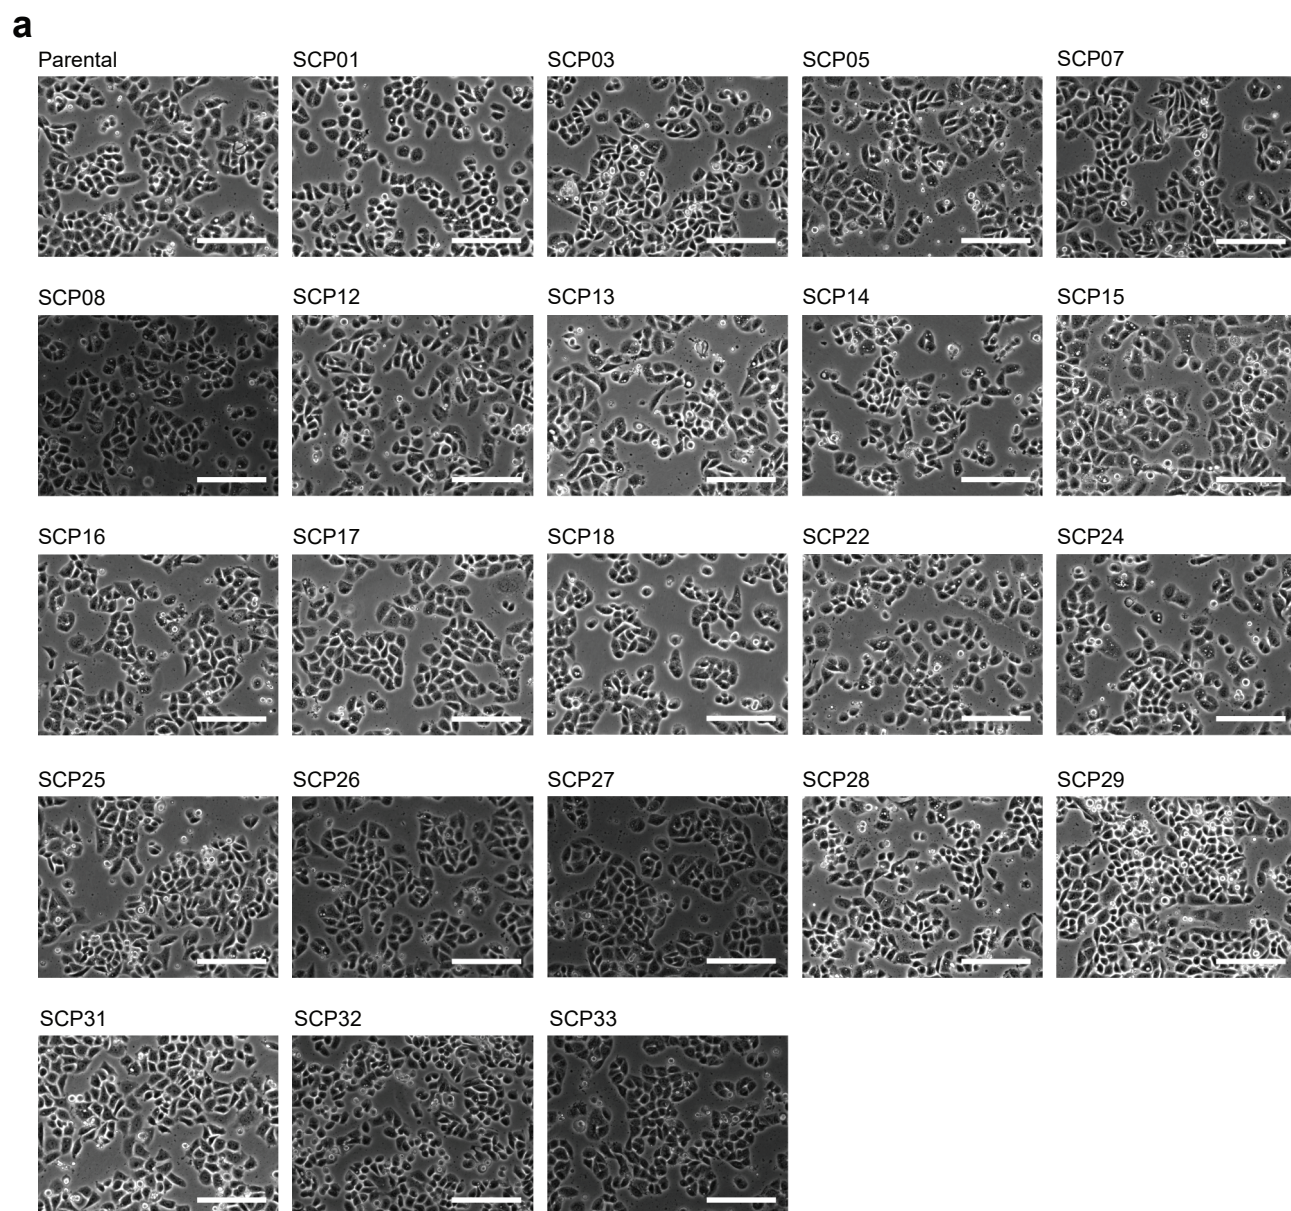 a
Parental SCP01 SCP03 SCP05 SCP07
SCP08 SCP12 SCP13 SCP14 SCP15
SCP16 SCP17 SCP18 SCP22 SCP24
SCP25 SCP26 SCP27 SCP28 SCP29
SCP31 SCP32 SCP33